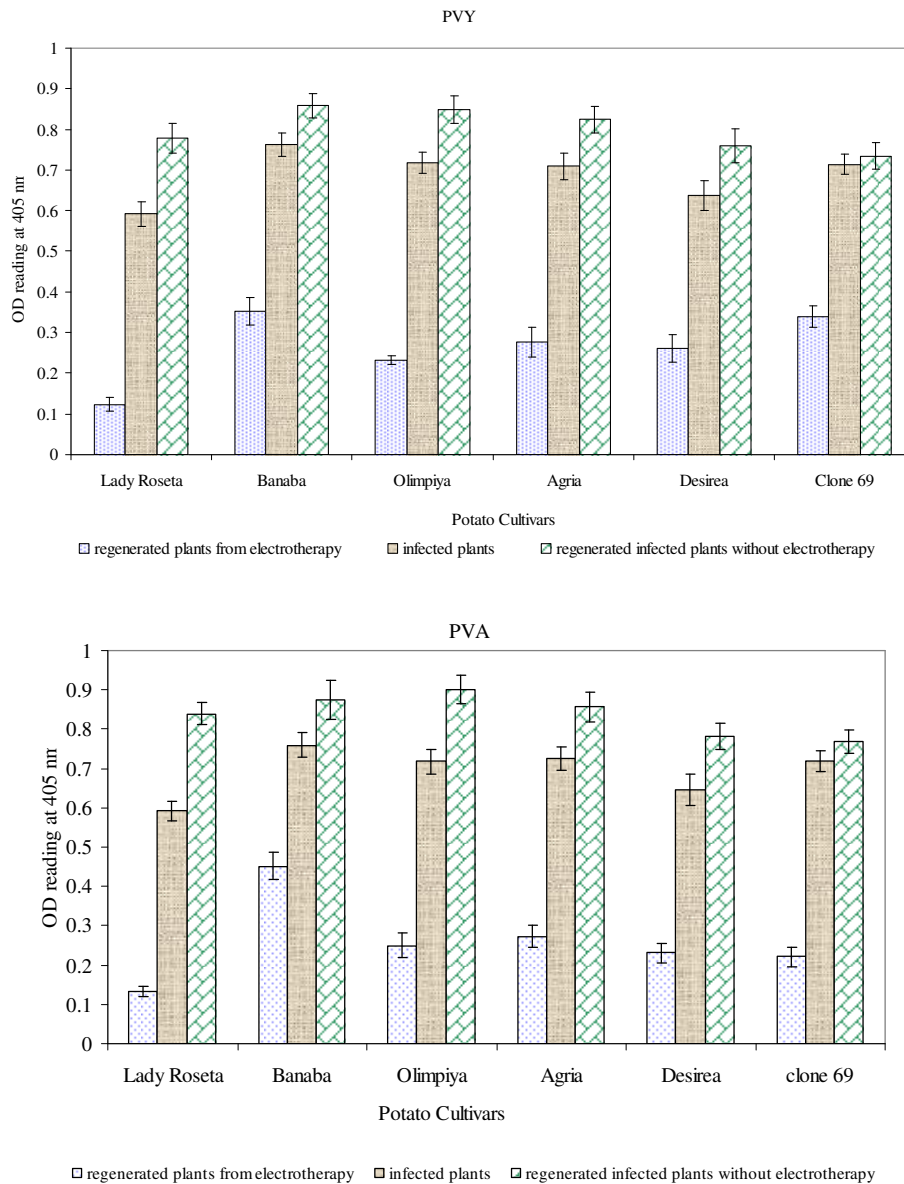 PVY
1
0.9
0.8
0.7
0.6
0.5
0.4
0.3
0.2
0.1
0
OD reading at 405 nm
Lady Roseta Banaba Olimpiya Agria Desirea Clone 69
Potato Cultivars
regenerated plants from electrotherapy infected plants regenerated infected plants without electrotherapy
PVA
1
0.9
0.8
0.7
0.6
0.5
0.4
0.3
0.2
0.1
0
OD reading at 405 nm
Lady Roseta Banaba Olimpiya Agria Desirea clone 69
Potato Cultivars
regenerated plants from electrotherapy infected plants regenerated infected plants without electrotherapy